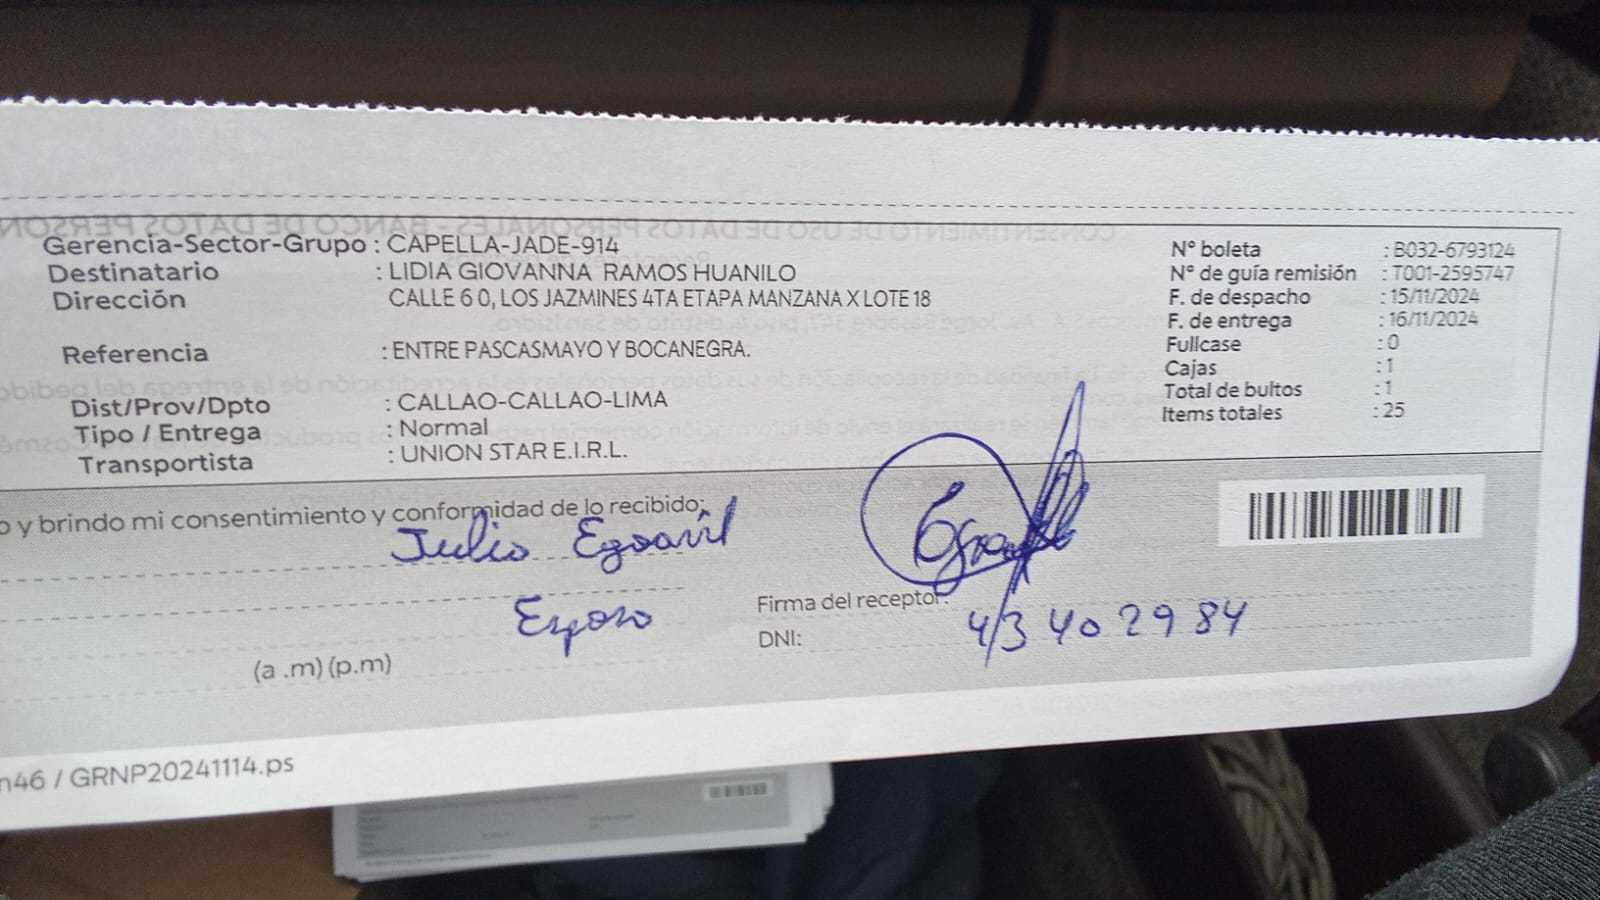 Gerencia-Sector-Grupo : CAPELLA-JADE-914
Destinatario : LIDIA GIOVANNA RAMOS HUANILO
Dirección CALLE 6 0, LOS JAZMINES 4TA ETAPA MANZANA X LOTE 18
Referencia : ENTRE PASCASMAYO Y BOCANEGRA.
Dist/Prov/Dpto : CALLAO-CALLAO-LIMA
Tipo / Entrega : Normal
Transportista : UNION STAR E.I.R.L.
N° boleta : B032-6793124
N° de guía remisión : T001-2595747
F. de despacho : 15/11/2024
F. de entrega : 16/11/2024
Fullcase : 0
Cajas : 1
Total de bultos : 1
Items totales : 25
o y brindo mi consentimiento y conformidad de lo recibido:
Julio Egoavil
Esposo
Firma del receptor:
DNI: 43402984
(a .m) (p.m)
n46 / GRNP20241114.ps